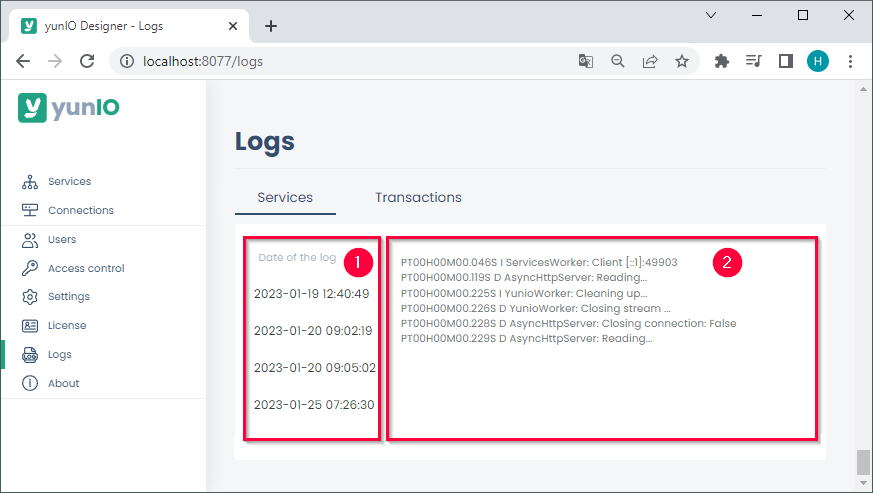 yunIO Designer - Logs
localhost:8077/logs
H
yunIO
Services
Connections
Users
Access control
Settings
License
LOG
Logs
About
Logs
Services
Transactions
Date of the log
1
2023-01-19 12:40:49
2023-01-20 09:02:19
2023-01-20 09:05:02
2023-01-25 07:26:30
2
PT00H00M00.046S I ServicesWorker: Client [::1]:49903
PT00H00M00.119S D AsyncHttpServer: Reading...
PT00H00M00.225S I YunioWorker: Cleaning up...
PT00H00M00.226S D YunioWorker: Closing stream ...
PT00H00M00.228S D AsyncHttpServer: Closing connection: False
PT00H00M00.229S D AsyncHttpServer: Reading...